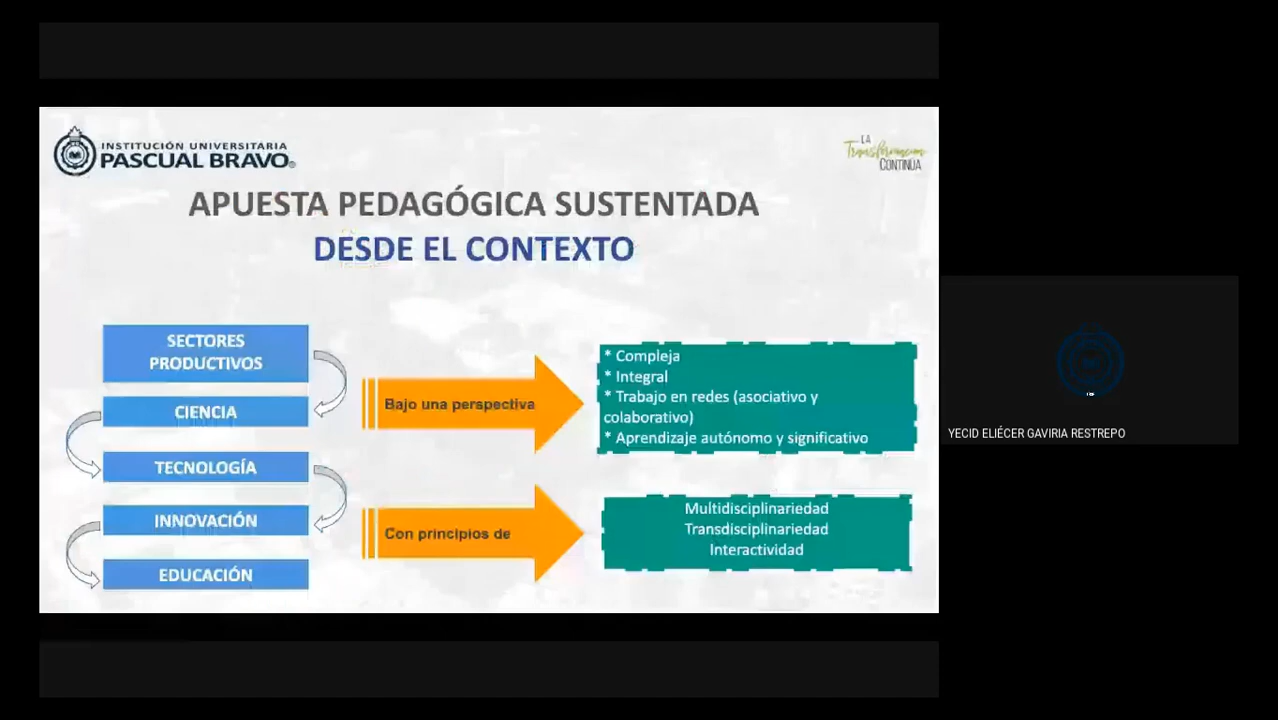 INSTITUCIÓN UNIVERSITARIA
PASCUAL BRAVO
LA
Transformación
CONTINUA
APUESTA PEDAGÓGICA SUSTENTADA
DESDE EL CONTEXTO
SECTORES
PRODUCTIVOS
CIENCIA
TECNOLOGÍA
INNOVACIÓN
EDUCACIÓN
Bajo una perspectiva
* Compleja
* Integral
* Trabajo en redes (asociativo y
colaborativo)
* Aprendizaje autónomo y significativo
Con principios de
Multidisciplinariedad
Transdisciplinariedad
Interactividad
YECID ELIÉCER GAVIRIA RESTREPO